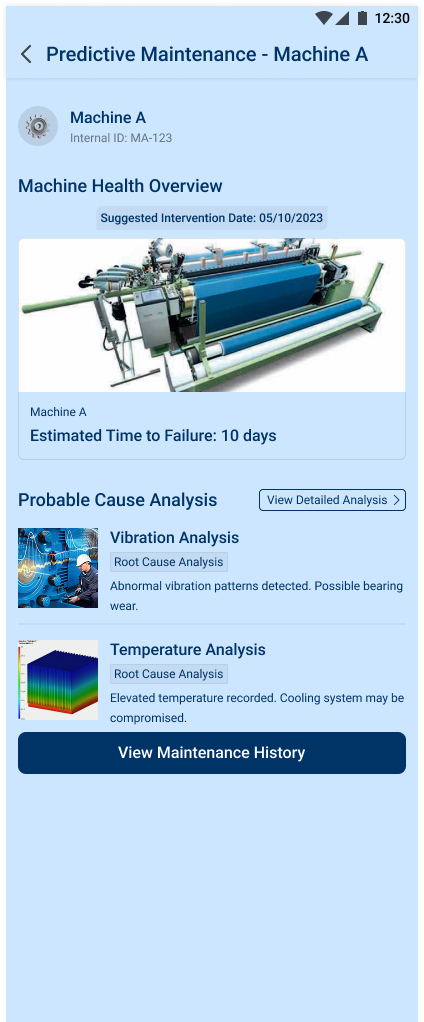 12:30
Predictive Maintenance - Machine A
Machine A
Internal ID: MA-123
Machine Health Overview
Suggested Intervention Date: 05/10/2023
Machine A
Estimated Time to Failure: 10 days
Probable Cause Analysis
View Detailed Analysis
Vibration Analysis
Root Cause Analysis
Abnormal vibration patterns detected. Possible bearing
wear.
Temperature Analysis
Root Cause Analysis
Elevated temperature recorded. Cooling system may be
compromised.
View Maintenance History